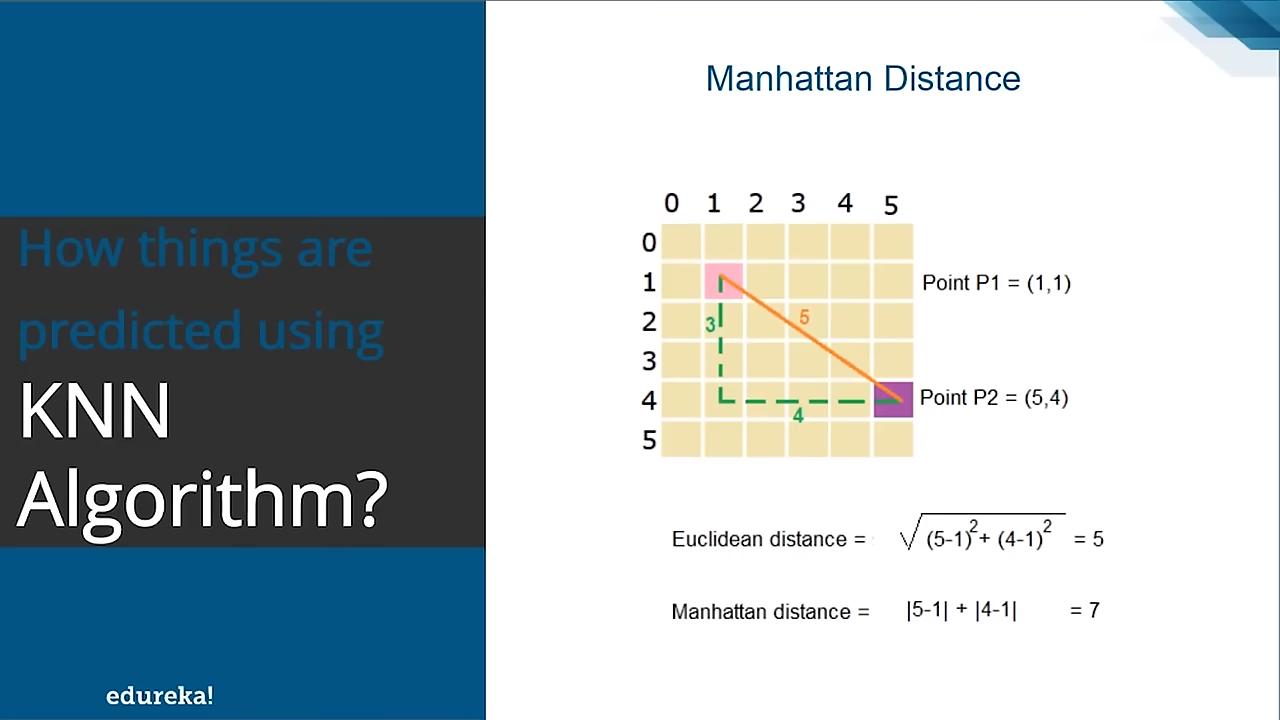 Manhattan Distance
How things are
predicted using
KNN
Algorithm?
0 1 2 3 4 5
0
1
2
3
4
5
3
5
4
Point P1 = (1,1)
Point P2 = (5,4)
Euclidean distance = √(5-1)²+ (4-1)² = 5
Manhattan distance = |5-1| + |4-1| = 7
edureka!